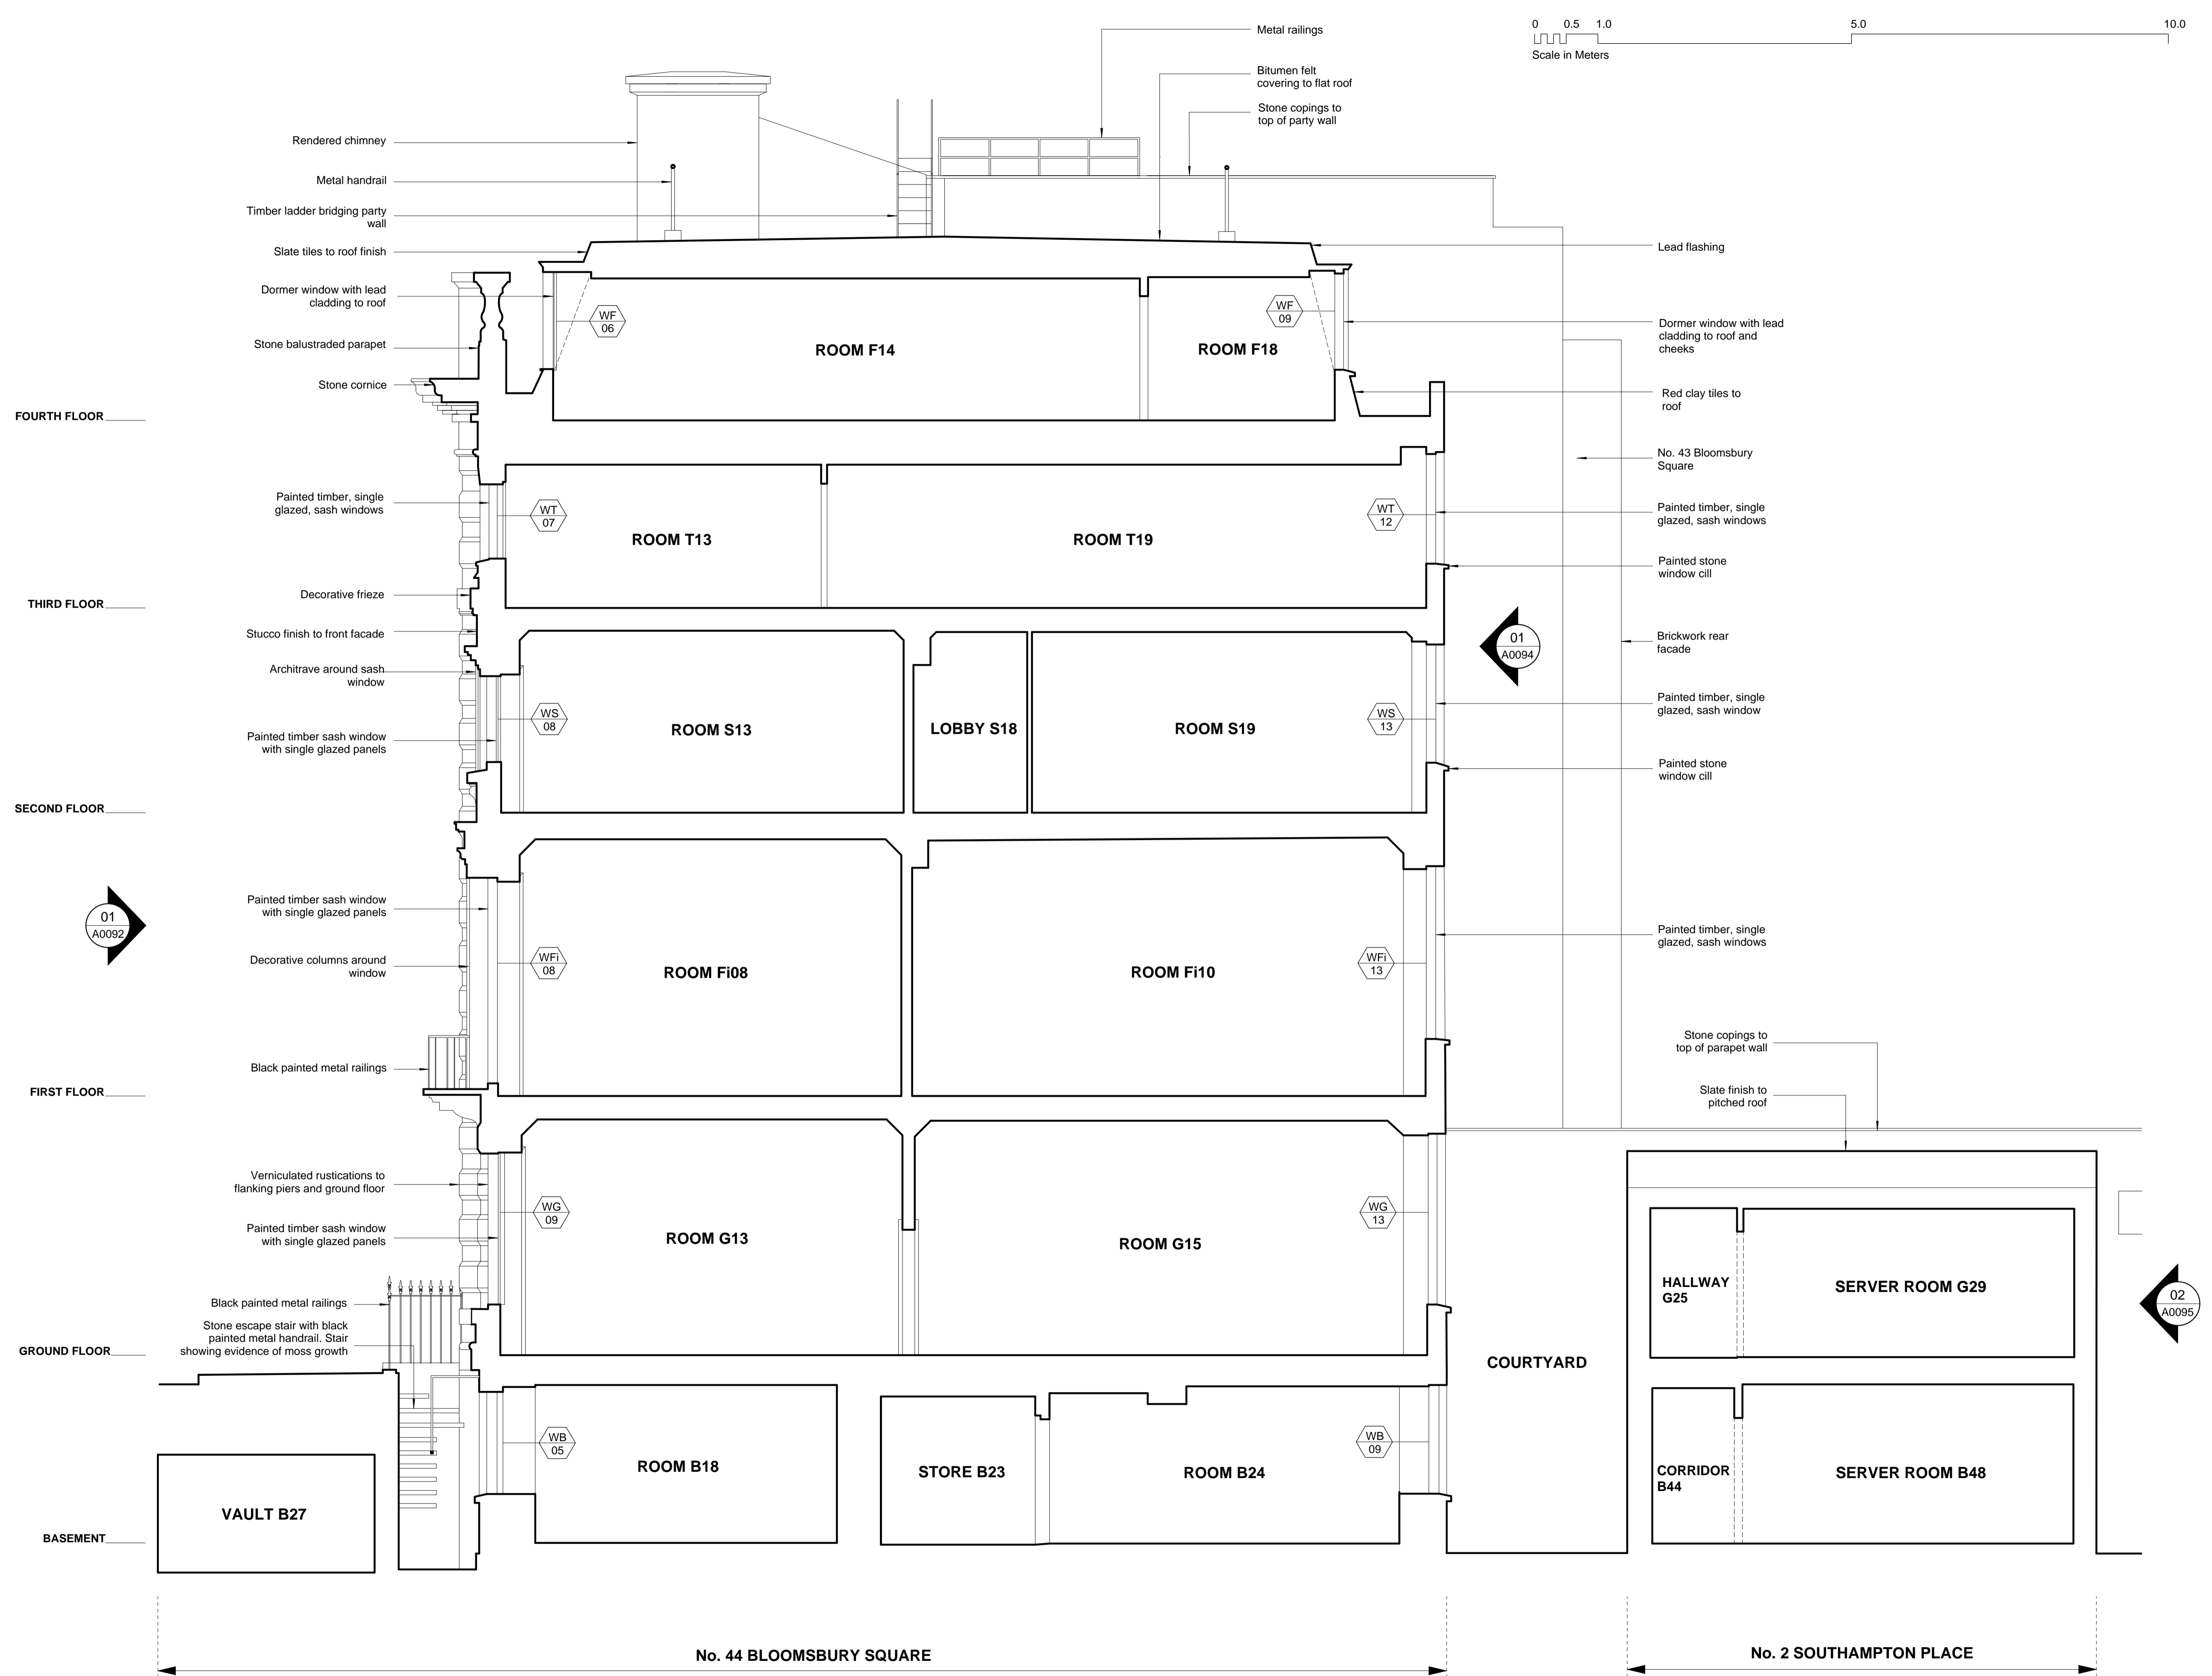 0 0.5 1.0 5.0 10.0
Scale in Meters
Metal railings
Bitumen felt
covering to flat roof
Stone copings to
top of party wall
Rendered chimney
Metal handrail
Timber ladder bridging party
wall
Slate tiles to roof finish
Dormer window with lead
cladding to roof
Stone balustraded parapet
Stone cornice
Lead flashing
Dormer window with lead
cladding to roof and
cheeks
Red clay tiles to
roof
No. 43 Bloomsbury
Square
WF
06
ROOM F14
WF
09
ROOM F18
FOURTH FLOOR
Painted timber, single
glazed, sash windows
WT
07
ROOM T13
ROOM T19
WT
12
Painted timber, single
glazed, sash windows
Painted stone
window cill
Decorative frieze
THIRD FLOOR
Stucco finish to front facade
Architrave around sash
window
01
A0094
Brickwork rear
facade
Painted timber sash window
with single glazed panels
WS
08
ROOM S13
LOBBY S18
ROOM S19
WS
13
Painted timber, single
glazed, sash window
Painted stone
window cill
SECOND FLOOR
01
A0092
Painted timber sash window
with single glazed panels
Decorative columns around
window
WFi
08
ROOM Fi08
ROOM Fi10
WFi
13
Painted timber, single
glazed, sash windows
Black painted metal railings
FIRST FLOOR
Stone copings to
top of parapet wall
Slate finish to
pitched roof
Verniculated rustications to
flanking piers and ground floor
Painted timber sash window
with single glazed panels
WG
09
ROOM G13
ROOM G15
WG
13
HALLWAY
G25
SERVER ROOM G29
02
A0095
Black painted metal railings
Stone escape stair with black
painted metal handrail. Stair
showing evidence of moss growth
GROUND FLOOR
COURTYARD
WB
05
ROOM B18
STORE B23
ROOM B24
WB
09
CORRIDOR
B44
SERVER ROOM B48
VAULT B27
BASEMENT
No. 44 BLOOMSBURY SQUARE
No. 2 SOUTHAMPTON PLACE